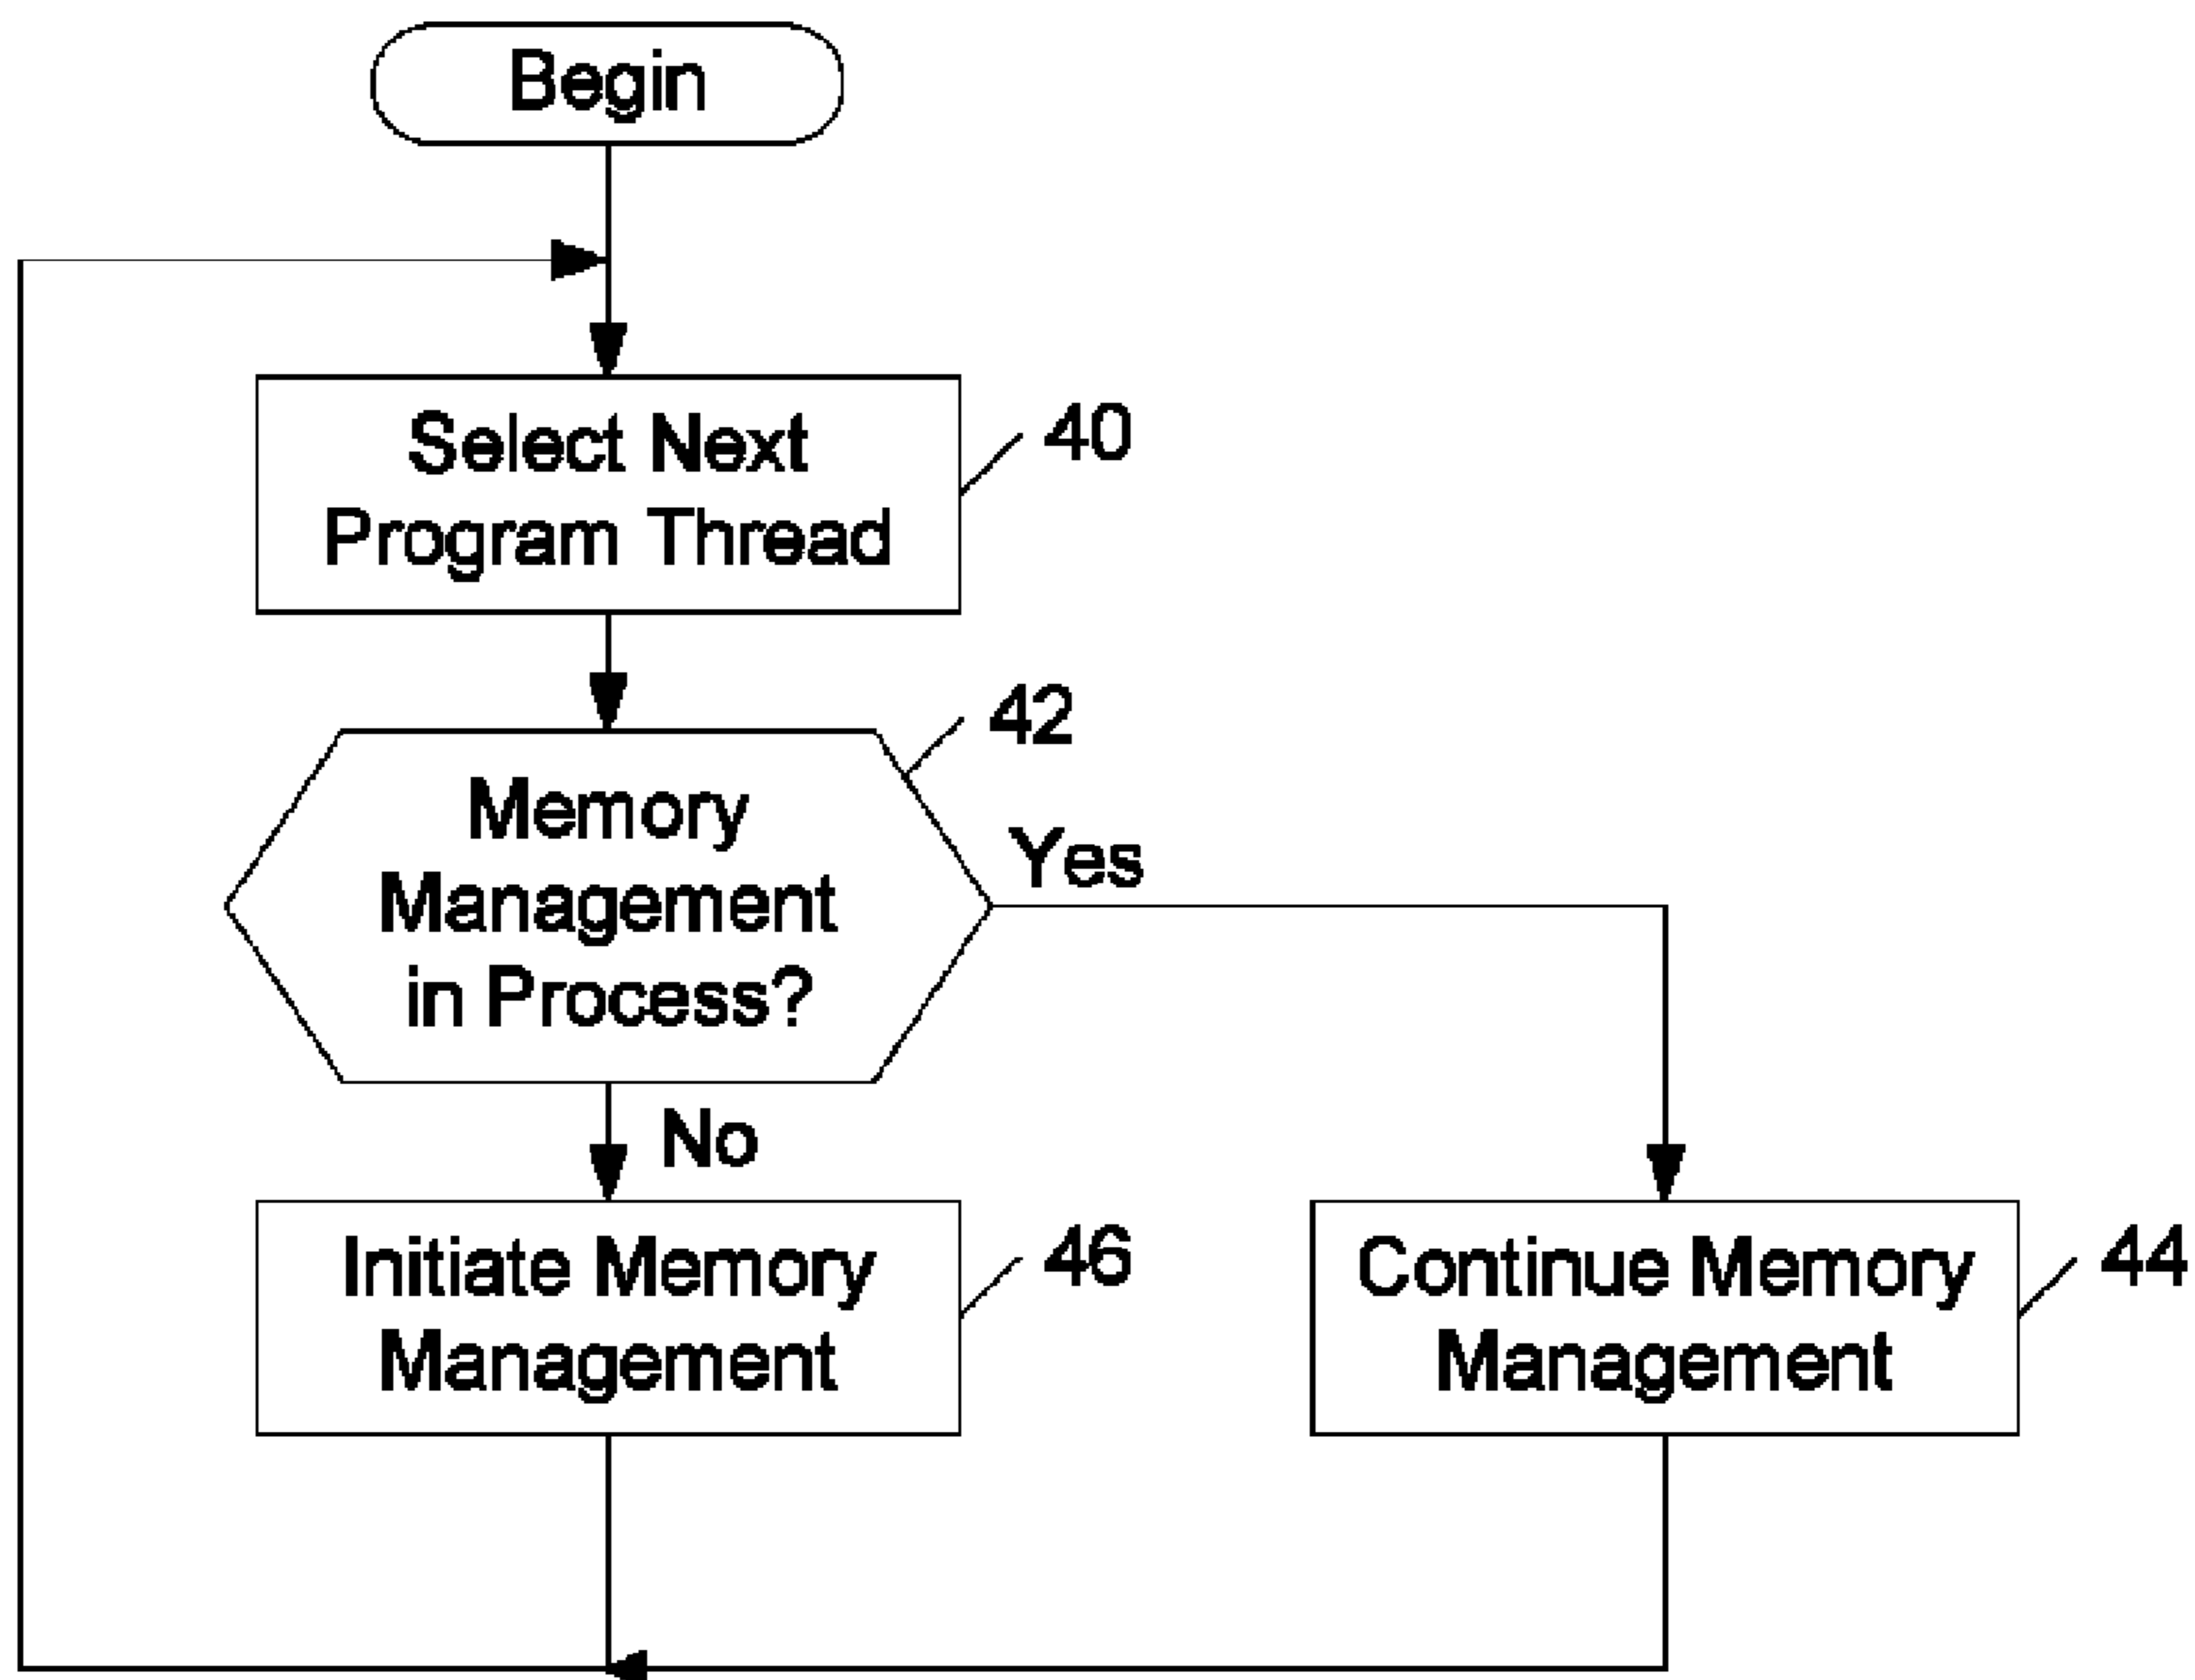 Begin
Select Next
Program Thread
40
Memory
Management
in Process?
42
Yes
No
Initiate Memory
Management
46
Continue Memory
Management
44